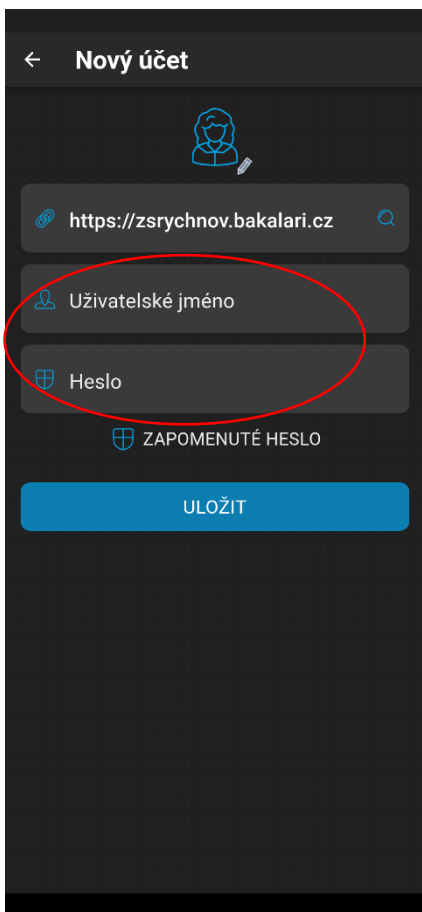 Nový účet
https://zsrychnov.bakalari.cz
Uživatelské jméno
Heslo
ZAPOMENUTÉ HESLO
ULOŽIT